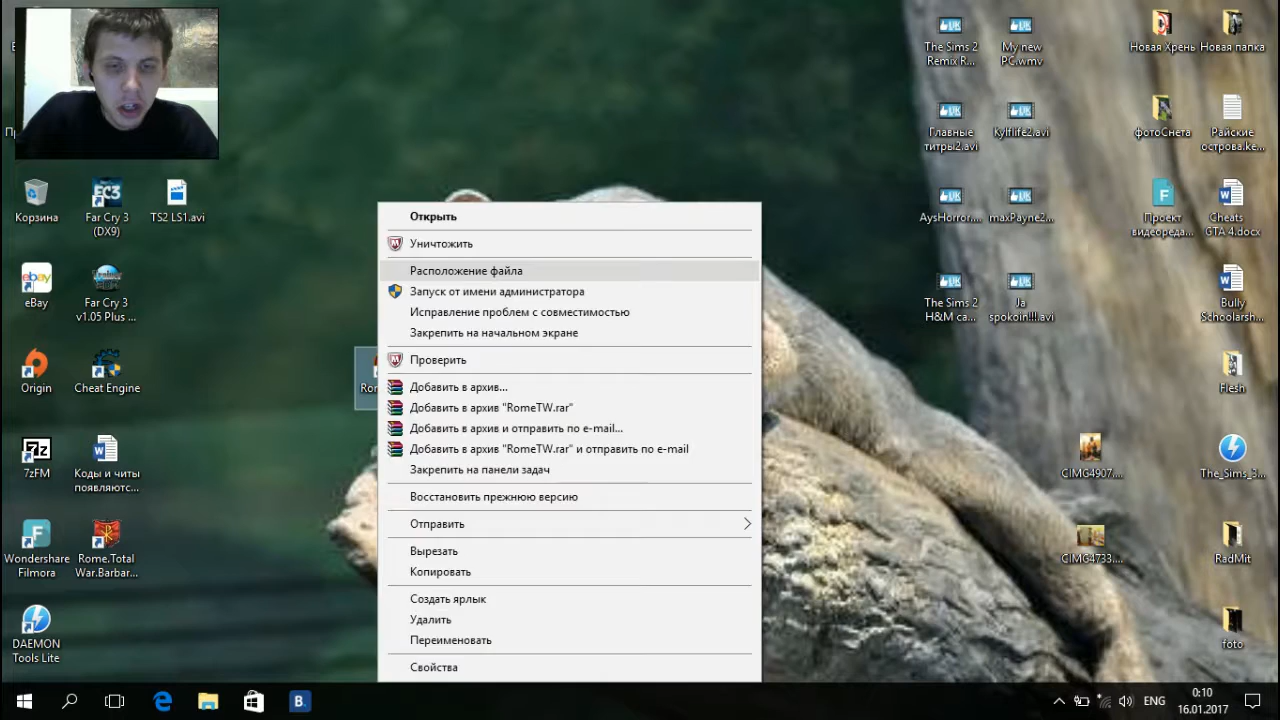 The Sims 2
Remix R...
My new
PC.wmv
Новая Хрень
Новая папка
Главные
титры2.avi
Kylflife2.avi
фотоСнета
Райские
острова.ke...
Корзина
Far Cry 3
(DX9)
TS2 LS1.avi
AysHorror....
maxPayne2...
Проект
видеореда...
Cheats
GTA 4.docx
eBay
Far Cry 3
v1.05 Plus ...
The Sims 2
H&M ca...
Ja
spokoin!!!.avi
Bully
Schoolarsh...
Origin
Cheat Engine
Flesh
7zFM
Коды и читы
появляютс...
CIMG4907....
The_Sims_3...
Wondershare
Filmora
Rome.Total
War.Barbar...
CIMG4733....
RadMit
DAEMON
Tools Lite
foto
Открыть
Уничтожить
Расположение файла
Запуск от имени администратора
Исправление проблем с совместимостью
Закрепить на начальном экране
Проверить
Добавить в архив...
Добавить в архив "RomeTW.rar"
Добавить в архив и отправить по e-mail...
Добавить в архив "RomeTW.rar" и отправить по e-mail
Закрепить на панели задач
Восстановить прежнюю версию
Отправить
Вырезать
Копировать
Создать ярлык
Удалить
Переименовать
Свойства
B.
ENG
0:10
16.01.2017